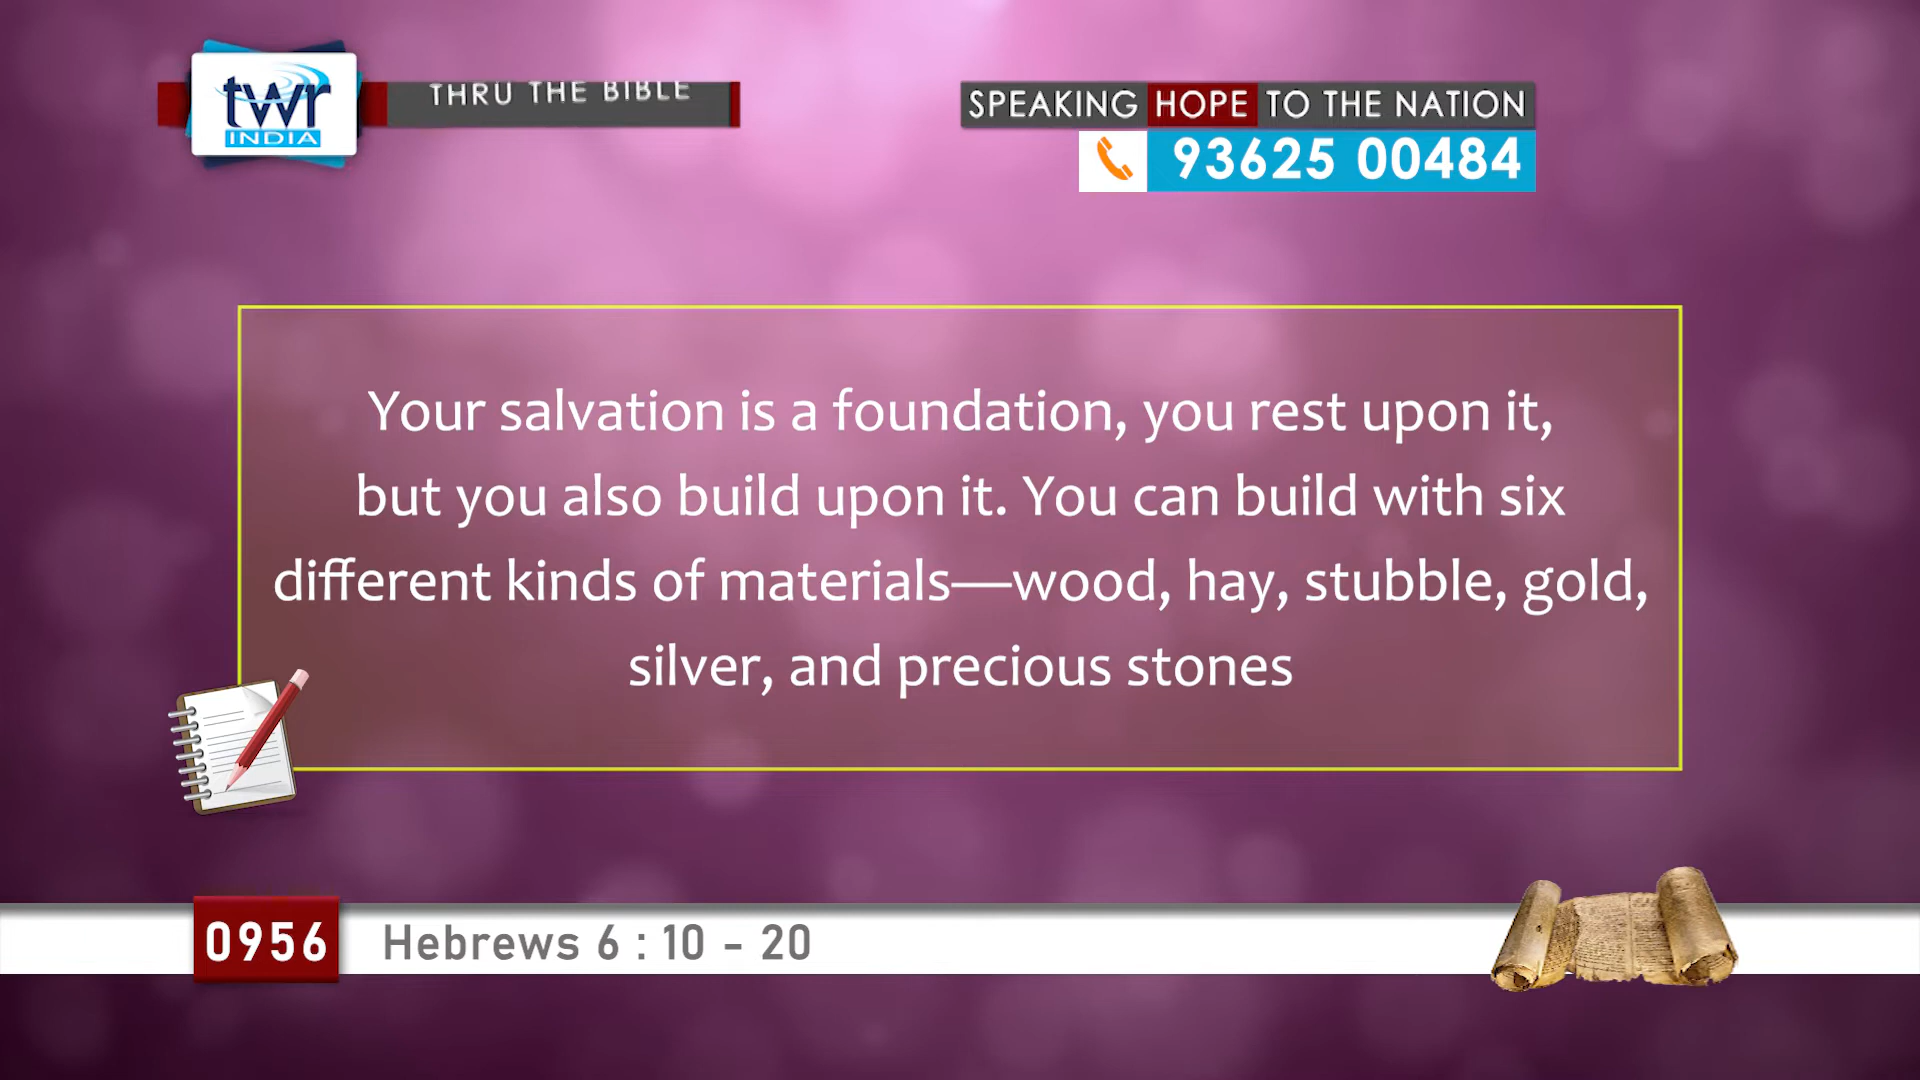 twr
INDIA
THRU THE BIBLE
SPEAKING HOPE TO THE NATION
93625 00484
Your salvation is a foundation, you rest upon it,
but you also build upon it. You can build with six
different kinds of materials—wood, hay, stubble, gold,
silver, and precious stones
0956
Hebrews 6 : 10 - 20